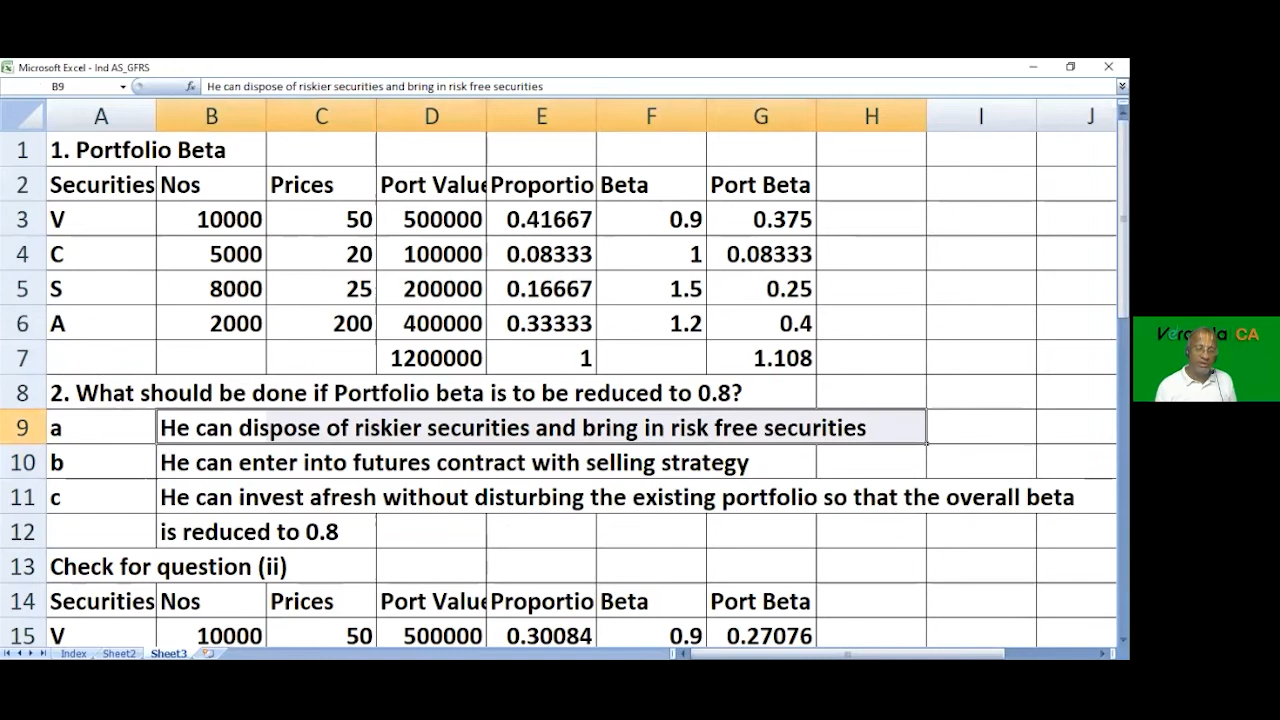 Microsoft Excel - Ind AS_GFRS
B9 fx He can dispose of riskier securities and bring in risk free securities
A B C D E F G H I J
1 1. Portfolio Beta
2 Securities Nos Prices Port Value Proportio Beta Port Beta
3 V 10000 50 500000 0.41667 0.9 0.375
4 C 5000 20 100000 0.08333 1 0.08333
5 S 8000 25 200000 0.16667 1.5 0.25
6 A 2000 200 400000 0.33333 1.2 0.4
7 1200000 1 1.108
8 2. What should be done if Portfolio beta is to be reduced to 0.8?
9 a He can dispose of riskier securities and bring in risk free securities
10 b He can enter into futures contract with selling strategy
11 c He can invest afresh without disturbing the existing portfolio so that the overall beta
12 is reduced to 0.8
13 Check for question (ii)
14 Securities Nos Prices Port Value Proportio Beta Port Beta
15 V 10000 50 500000 0.30084 0.9 0.27076
Index Sheet2 Sheet3
CA